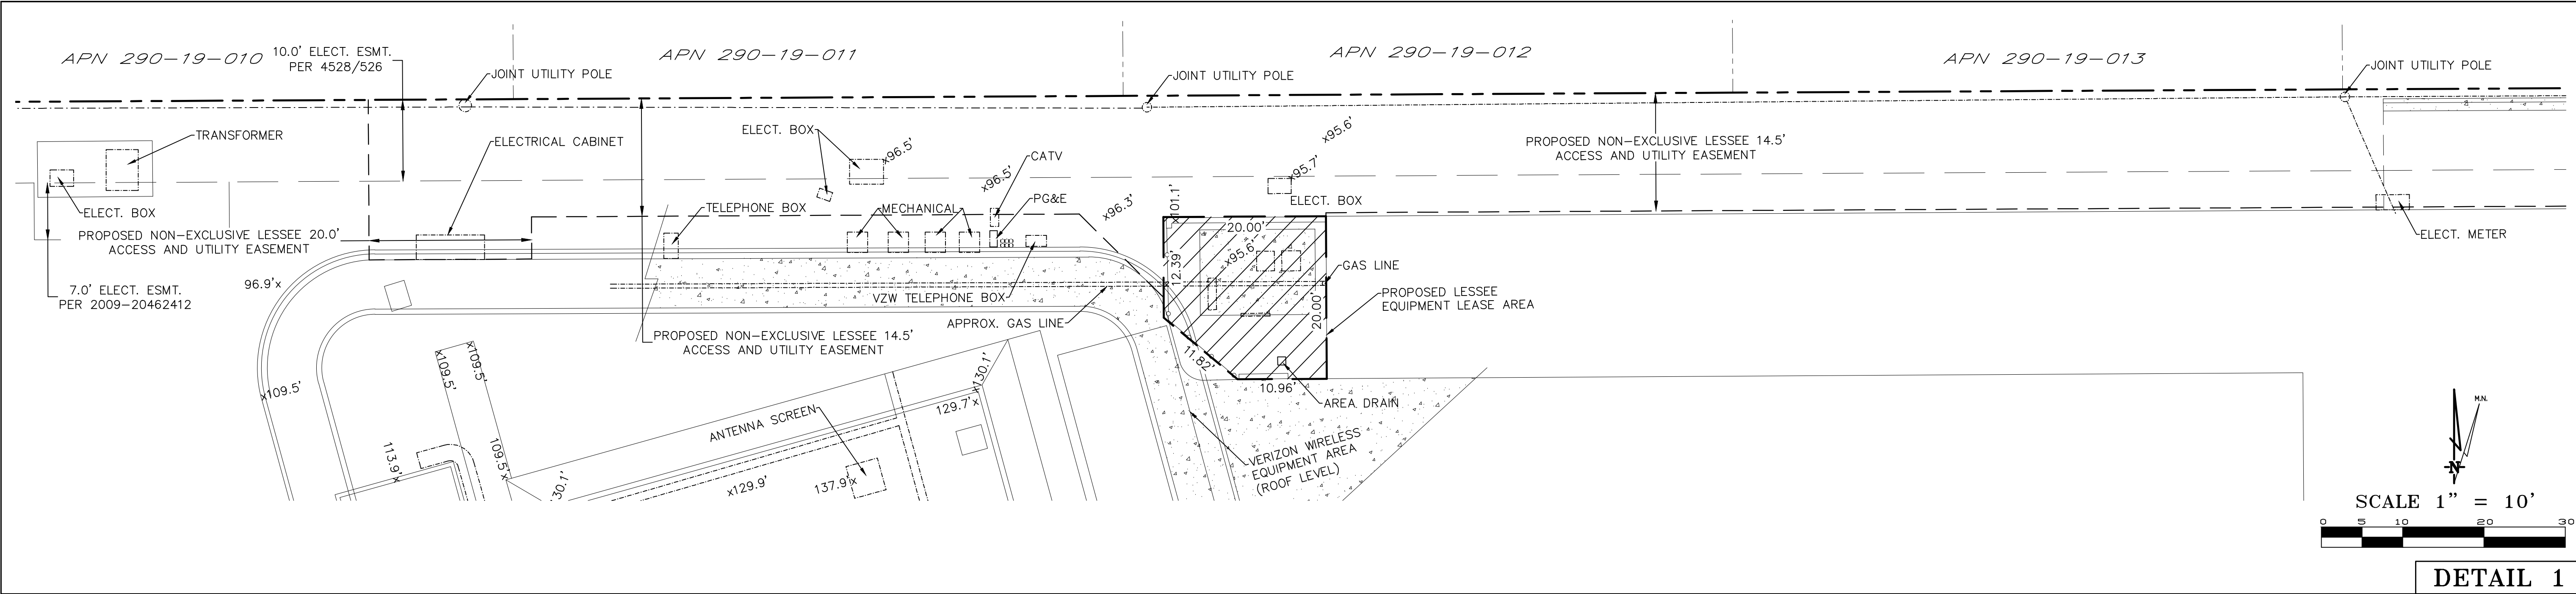 APN 290-19-010
10.0' ELECT. ESMT.
PER 4528/526
APN 290-19-011
APN 290-19-012
APN 290-19-013
JOINT UTILITY POLE
JOINT UTILITY POLE
JOINT UTILITY POLE
TRANSFORMER
ELECTRICAL CABINET
ELECT. BOX
x96.5'
x96.5'
CATV
x95.6'
x95.7'
PROPOSED NON-EXCLUSIVE LESSEE 14.5'
ACCESS AND UTILITY EASEMENT
ELECT. BOX
PROPOSED NON-EXCLUSIVE LESSEE 20.0'
ACCESS AND UTILITY EASEMENT
TELEPHONE BOX
MECHANICAL
PG&E
x96.3'
x101.1'
ELECT. BOX
20.00'
ELECT. METER
7.0' ELECT. ESMT.
PER 2009-20462412
96.9'x
VZW TELEPHONE BOX
12.39'
x95.6'
GAS LINE
PROPOSED LESSEE
EQUIPMENT LEASE AREA
20.00'
APPROX. GAS LINE
PROPOSED NON-EXCLUSIVE LESSEE 14.5'
ACCESS AND UTILITY EASEMENT
11.82'
10.96'
AREA DRAIN
x109.5'
x109.5'
x109.5'
x130.1'
129.7'x
ANTENNA SCREEN
113.9'x
109.5'x
30.1'
x129.9'
137.9'x
VERIZON WIRELESS
EQUIPMENT AREA
(ROOF LEVEL)
M.N.
N
SCALE 1" = 10'
0 5 10 20 30
DETAIL 1